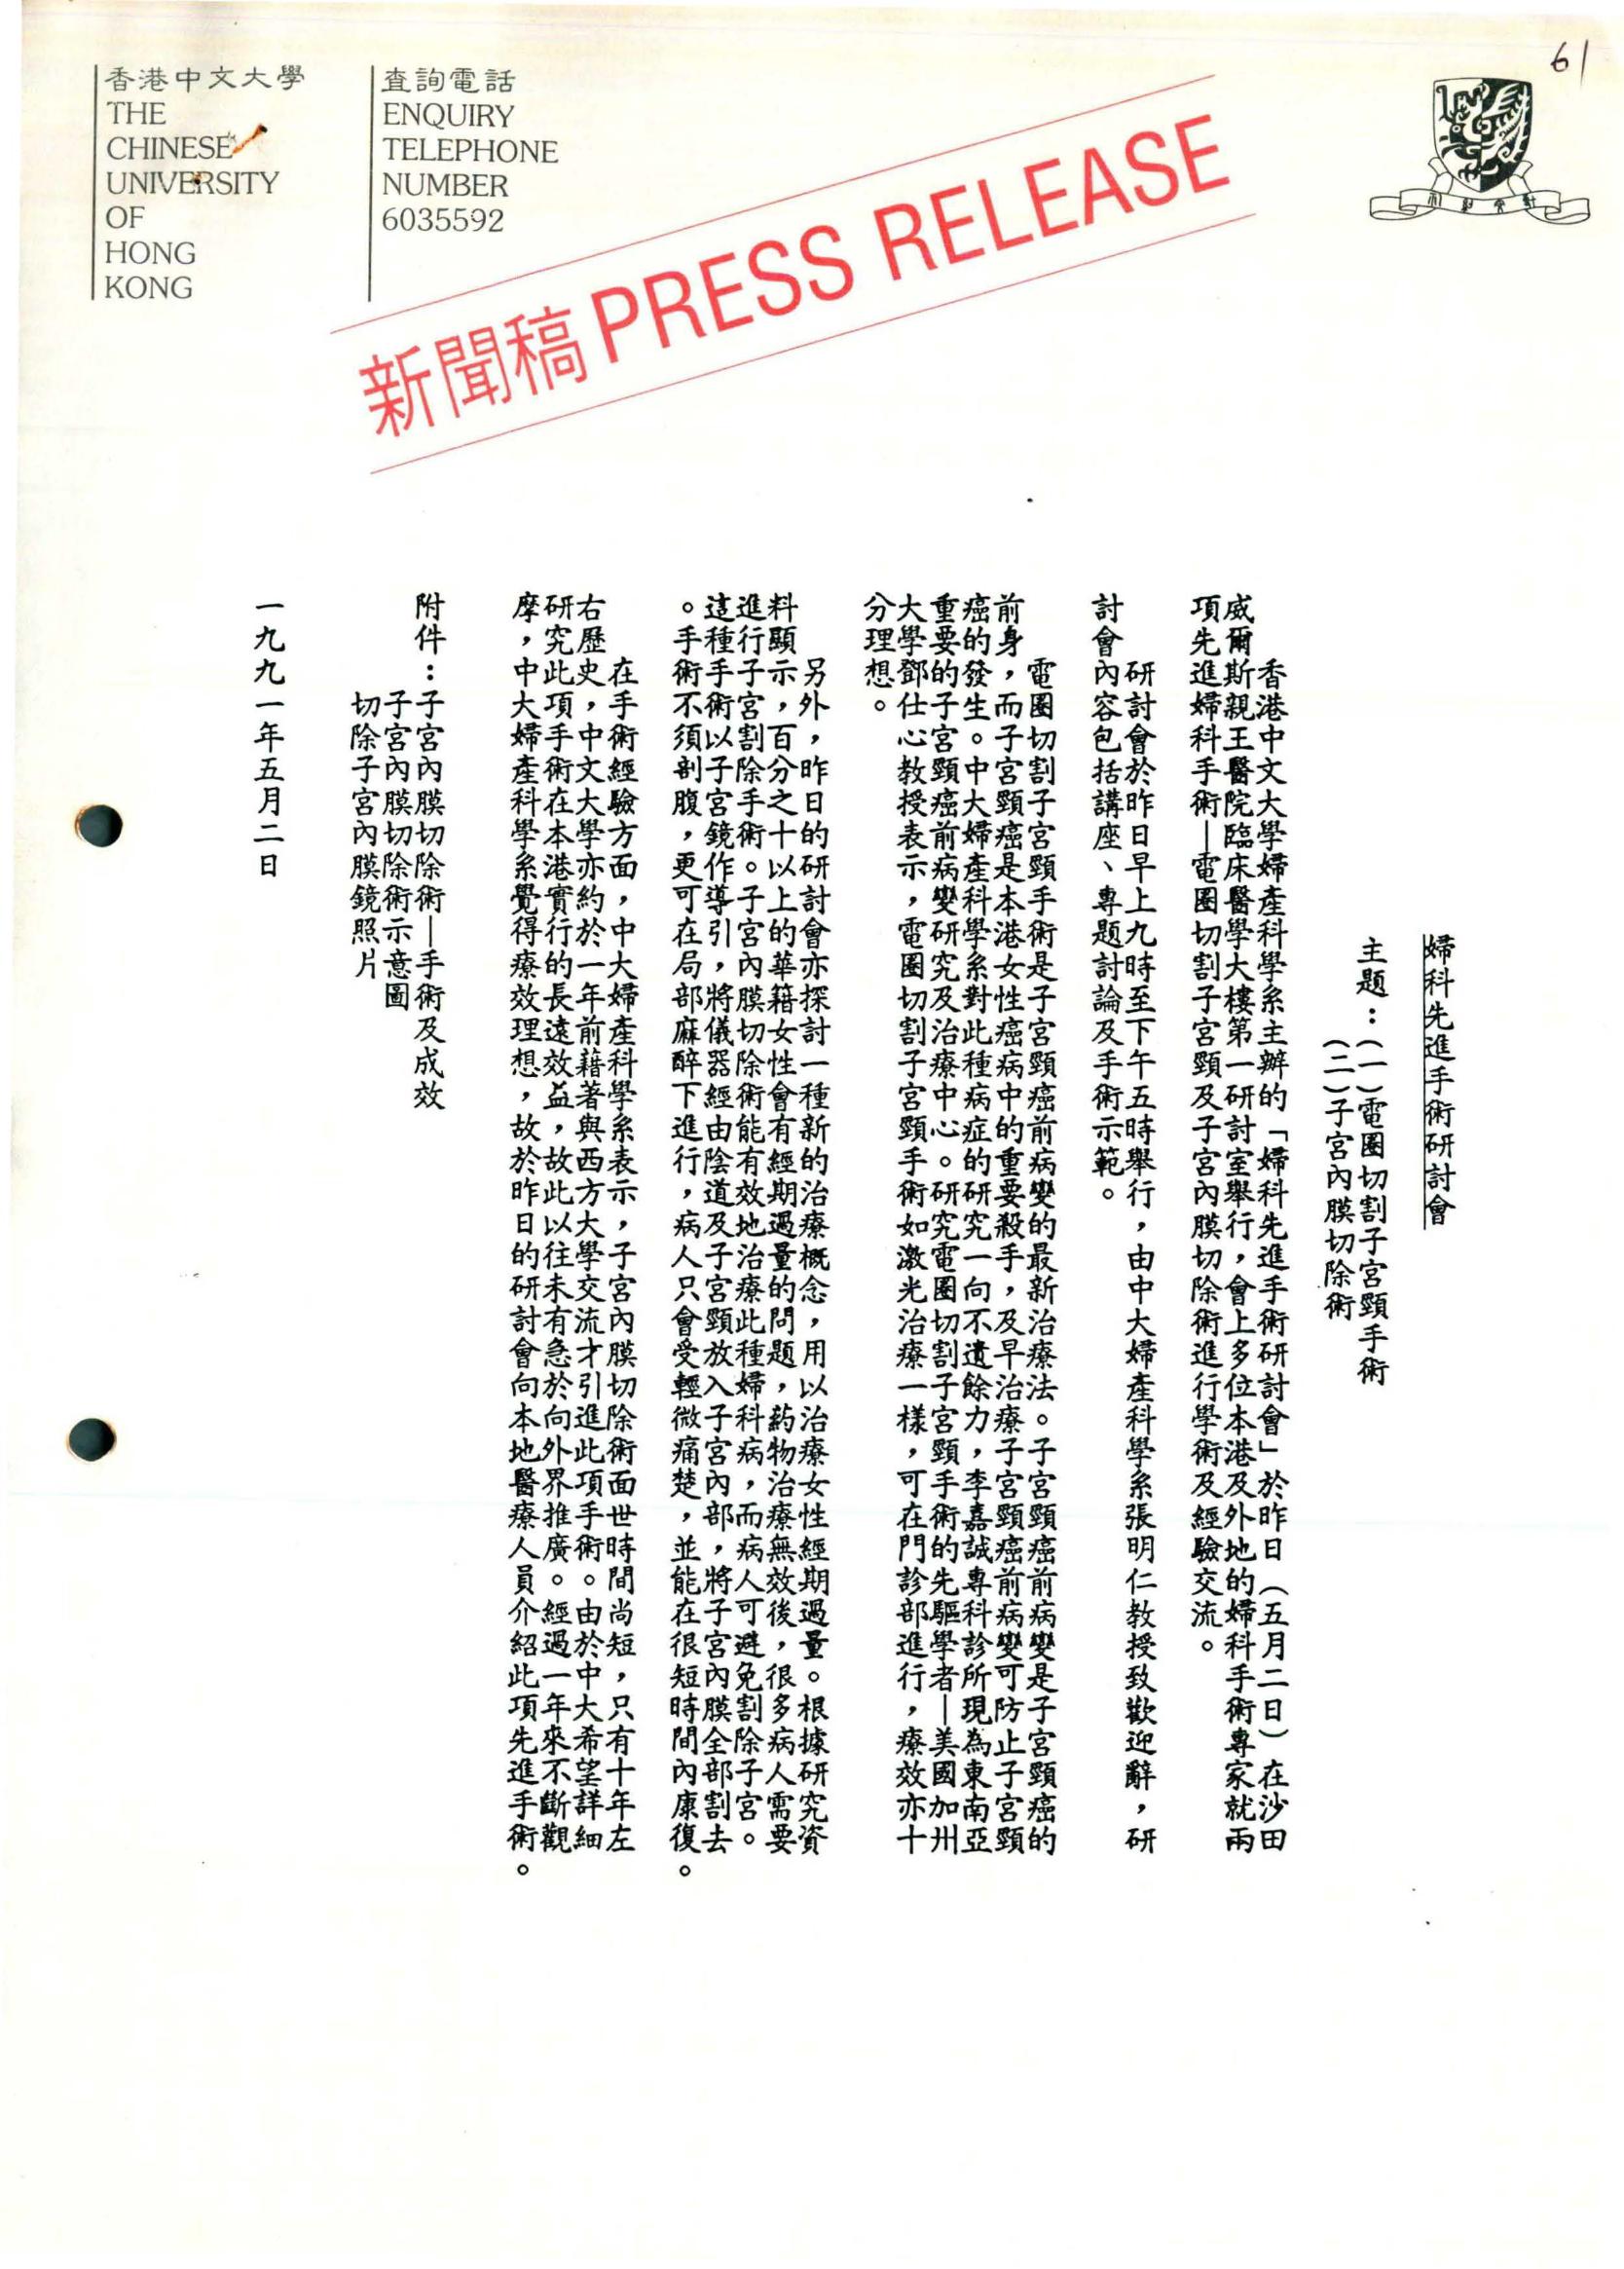 61
香港中文大學
THE
CHINESE
UNIVERSITY
OF
HONG
KONG
查詢電話
ENQUIRY
TELEPHONE
NUMBER
6035592
新聞稿 PRESS RELEASE
婦科先進手術研討會
主題：(一)電圈切割子宮頸手術
(二)子宮內膜切除術
香港中文大學婦產科學系主辦的「婦科先進手術研討會」於昨日(五月二日)在沙田
威爾斯親王醫院臨床醫學大樓第一研討室舉行，會上多位本港及外地的婦科手術專家就兩
項先進婦科手術—電圈切割子宮頸及子宮內膜切除術進行學術及經驗交流。
研討會於昨日早上九時至下午五時舉行，由中大婦產科學系張明仁教授致歡迎辭，研
討會內容包括講座、專題討論及手術示範。
電圈切割子宮頸手術是子宮頸癌前病變的最新治療法。子宮頸癌前病變是子宮頸癌的
前身，而子宮頸癌是本港女性癌病中的重要殺手，及早治療子宮頸癌前病變可防止子宮頸
癌的發生。中大婦產科學系對此種病症的研究一向不遺餘力，李嘉誠專科診所現為東南亞
重要的子宮頸癌前病變研究及治療中心。研究電圈切割子宮頸手術的先驅學者—美國加州
大學鄧仕心教授表示，電圈切割子宮頸手術如激光治療一樣，可在門診部進行，療效亦十
分理想。
另外，昨日的研討會亦探討一種新的治療概念，用以治療女性經期過量。根據研究資
料顯示，百分之十以上的華籍女性會有經期過量的問題，藥物治療無效後，很多病人需要
進行子宮割除手術。子宮內膜切除術能有效地治療此種婦科病，而病人可避免割除子宮。
這種手術以子宮鏡作導引，將儀器經由陰道及子宮頸放入子宮內部，將子宮內膜全部割去
。手術不須剖腹，更可在局部麻醉下進行，病人只會受輕微痛楚，並能在很短時間內康復。
在手術經驗方面，中大婦產科學系表示，子宮內膜切除術面世時間尚短，只有十年左
右歷史，中文大學亦約於一年前藉著與西方大學交流才引進此項手術。由於中大希望詳細
研究此項手術在本港實行的長遠效益，故此以往未有急於向外界推廣。經過一年來不斷觀
摩，中大婦產科學系覺得療效理想，故於昨日的研討會向本地醫療人員介紹此項先進手術。
附件：子宮內膜切除術—手術及成效
子宮內膜切除術示意圖
切除子宮內膜鏡照片
一九九一年五月二日